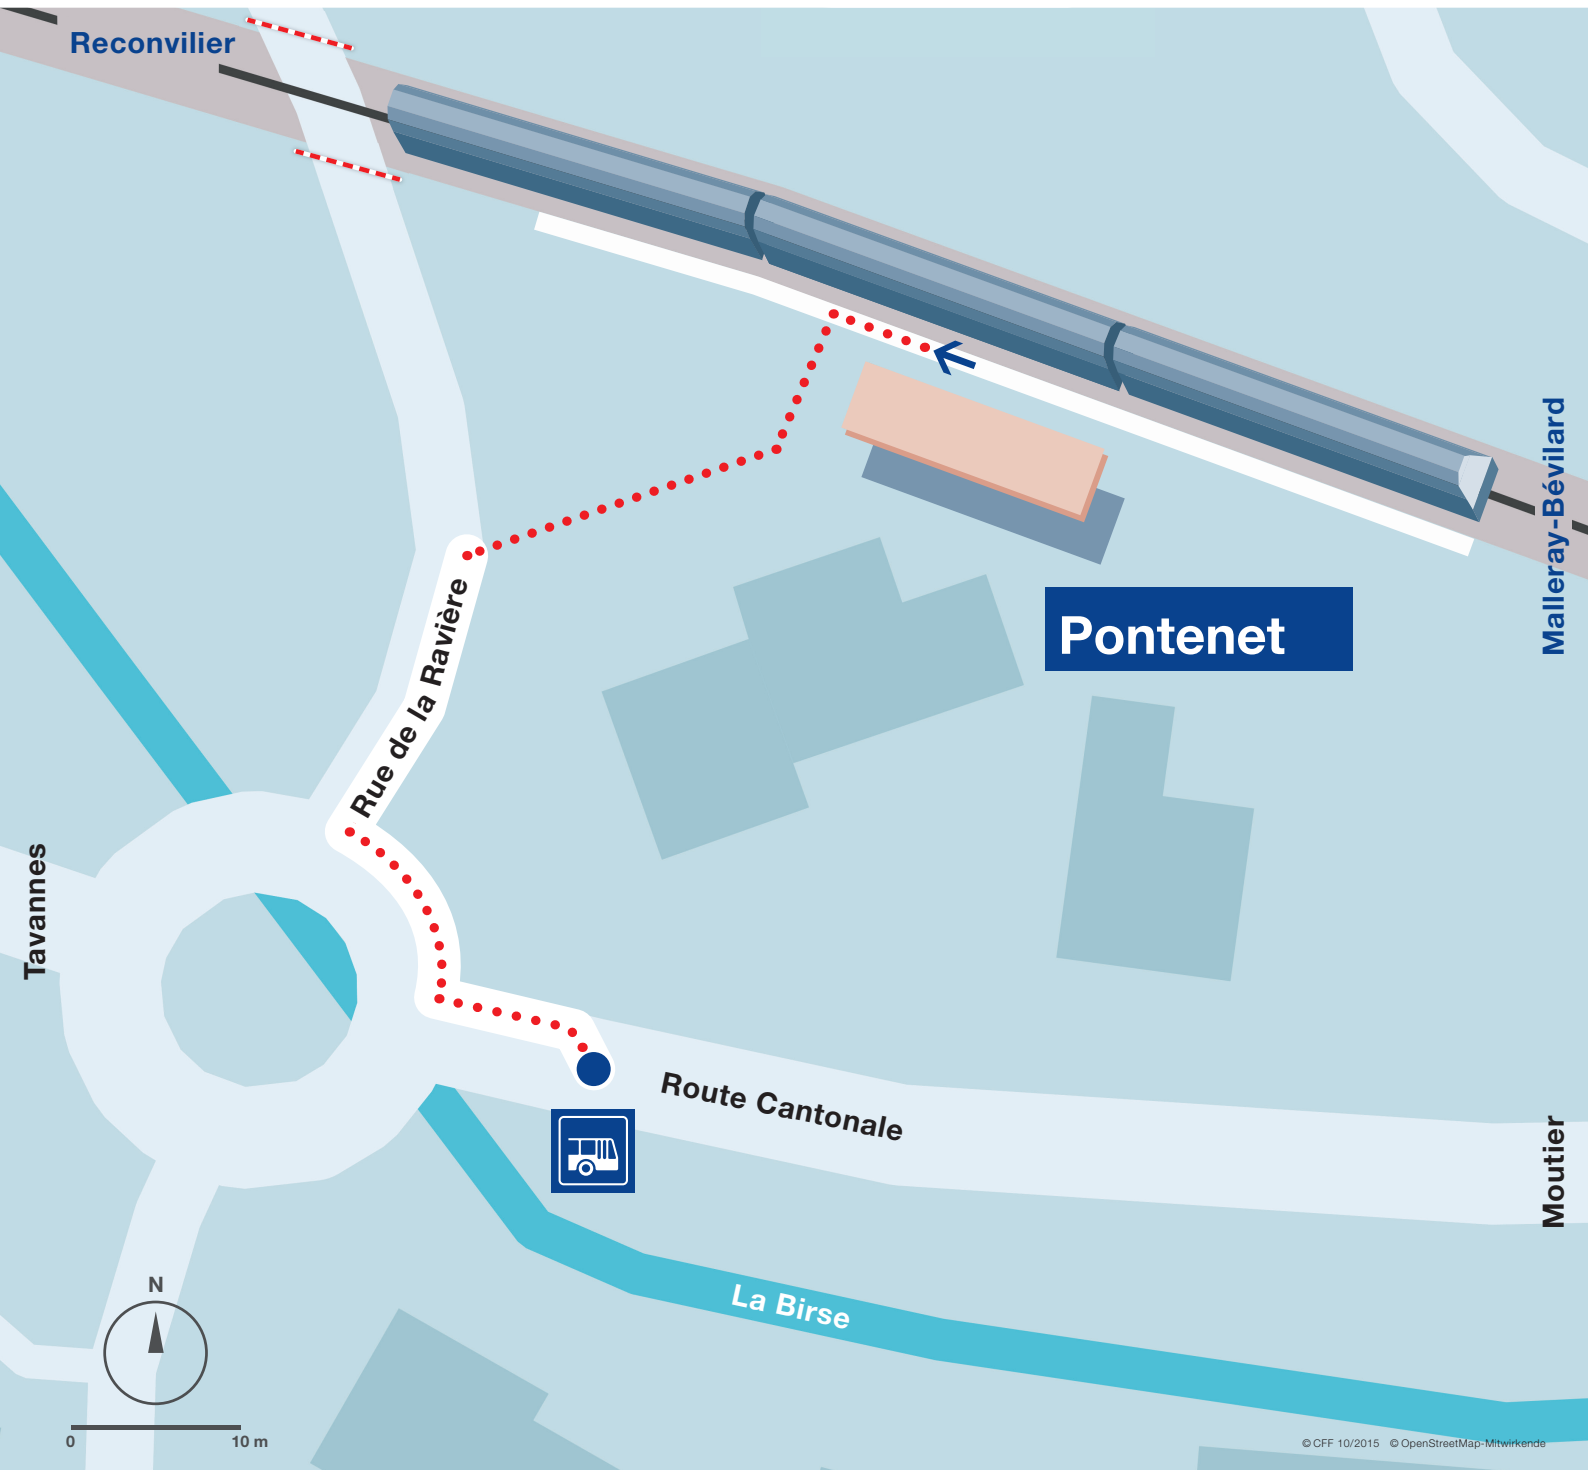 Reconvilier
Malleray-Bévilard
Rue de la Ravière
Pontenet
Tavannes
Route Cantonale
Moutier
La Birse
N
0 10 m
© CFF 10/2015 © OpenStreetMap-Mitwirkende